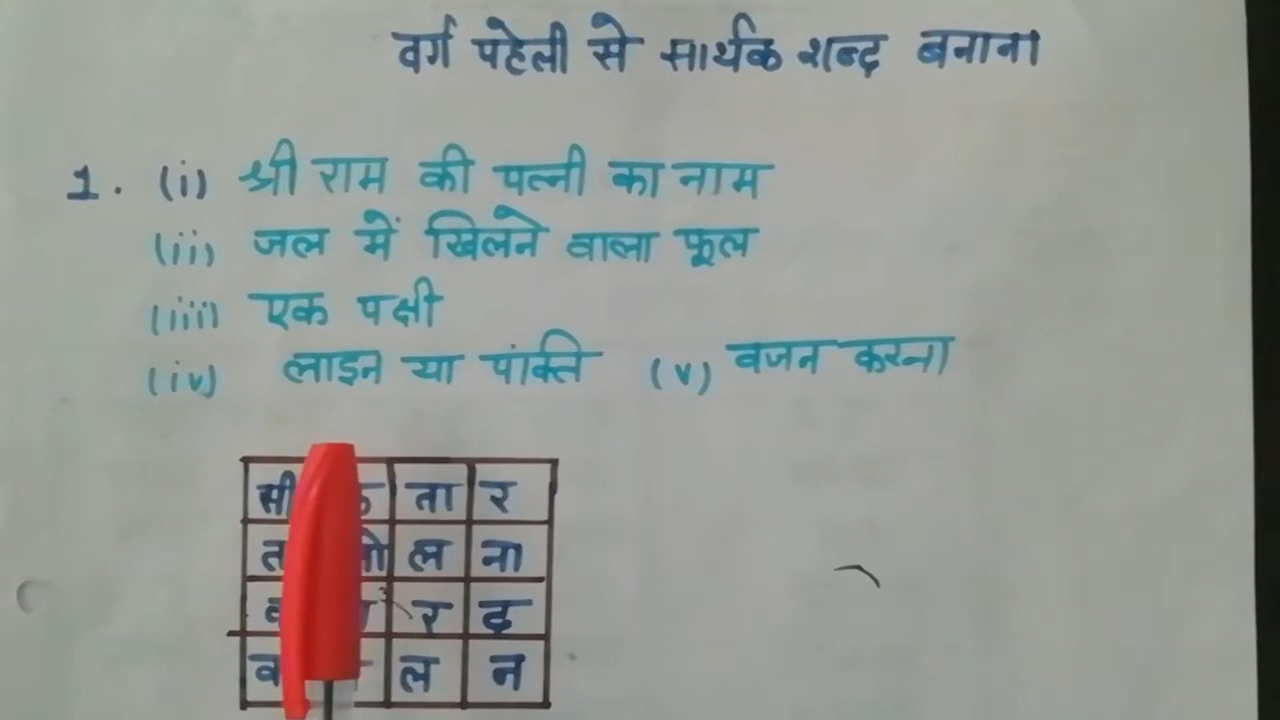 वर्ग पहेली से सार्थक शब्द बनाना
1. (i) श्री राम की पत्नी का नाम
(ii) जल में खिलने वाला फूल
(iii) एक पक्षी
(iv) लाइन या पंक्ति (v) वजन करना
सी ता र
ल ना
र द
ल न